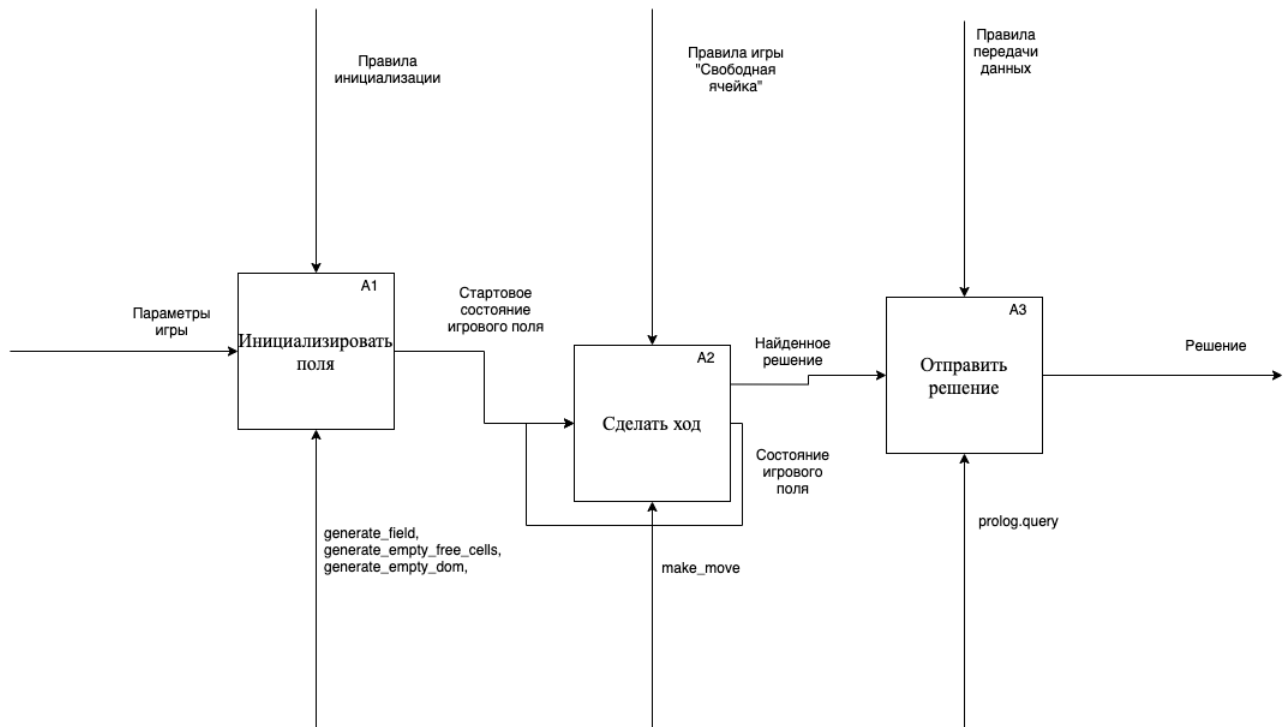 Правила
инициализации
Правила игры
"Свободная
ячейка"
Правила
передачи
данных
Параметры
игры
A1
Инициализировать
поля
Стартовое
состояние
игрового поля
A2
Сделать ход
Найденное
решение
Состояние
игрового
поля
A3
Отправить
решение
Решение
generate_field,
generate_empty_free_cells,
generate_empty_dom,
make_move
prolog.query